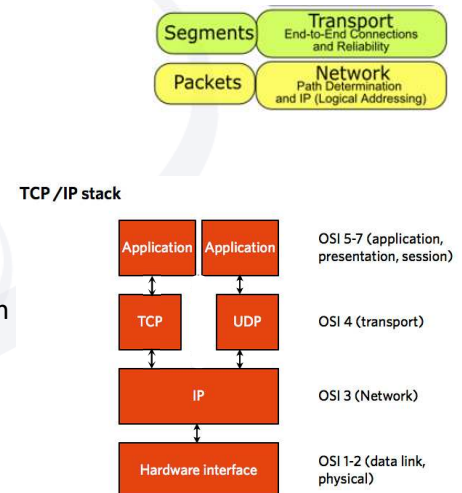 Segments
Transport
End-to-End Connections
and Reliability
Packets
Network
Path Determination
and IP (Logical Addressing)
TCP/IP stack
Application
Application
OSI 5-7 (application,
presentation, session)
TCP
UDP
OSI 4 (transport)
IP
OSI 3 (Network)
Hardware interface
OSI 1-2 (data link,
physical)